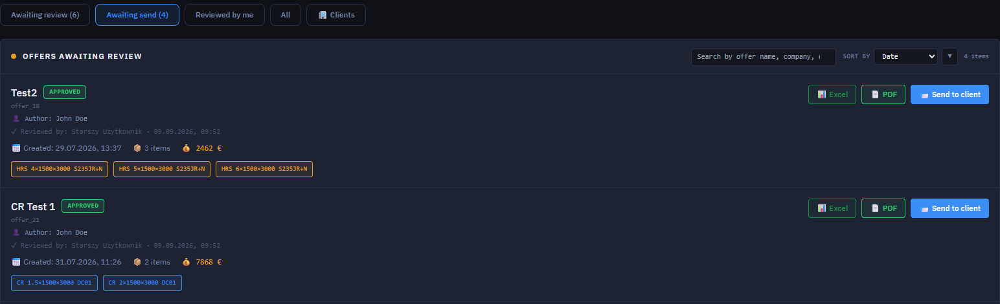 Awaiting review (6) Awaiting send (4) Reviewed by me All Clients
OFFERS AWAITING REVIEW Search by offer name, company, SORT BY Date ▼ 4 items
Test2 APPROVED Excel PDF Send to client
offer_18
Author: John Doe
✓ Reviewed by: Starszy Użytkownik · 09.09.2026, 09:52
Created: 29.07.2026, 13:37 3 items 2462 €
HRS 4×1500×3000 S235JR+N HRS 5×1500×3000 S235JR+N HRS 6×1500×3000 S235JR+N
CR Test 1 APPROVED Excel PDF Send to client
offer_21
Author: John Doe
✓ Reviewed by: Starszy Użytkownik · 09.09.2026, 09:52
Created: 31.07.2026, 11:26 2 items 7868 €
CR 1.5×1500×3000 DC01 CR 2×1500×3000 DC01